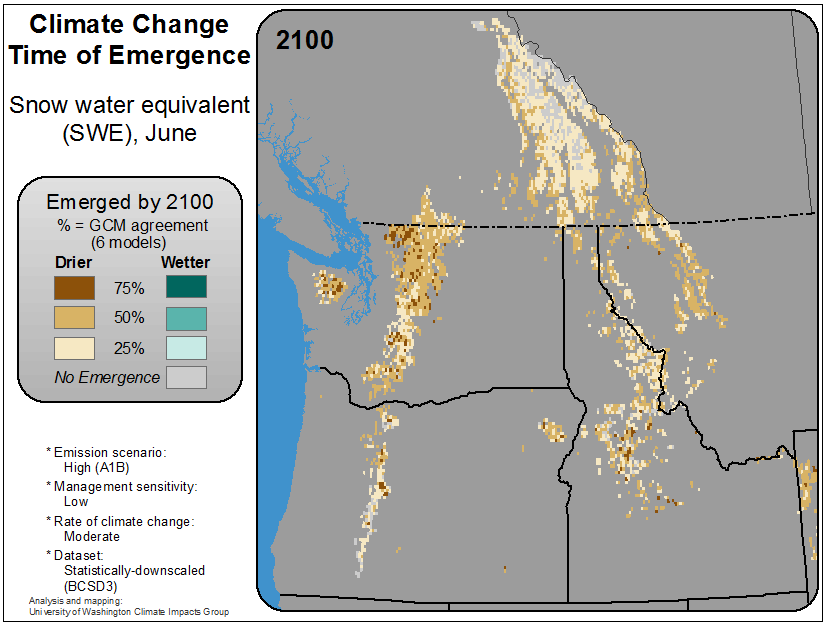 Climate Change
Time of Emergence
Snow water equivalent
(SWE), June
Emerged by 2100
% = GCM agreement
(6 models)
Drier Wetter
75%
50%
25%
No Emergence
* Emission scenario:
High (A1B)
* Management sensitivity:
Low
* Rate of climate change:
Moderate
* Dataset:
Statistically-downscaled
(BCSD3)
Analysis and mapping:
University of Washington Climate Impacts Group
2100